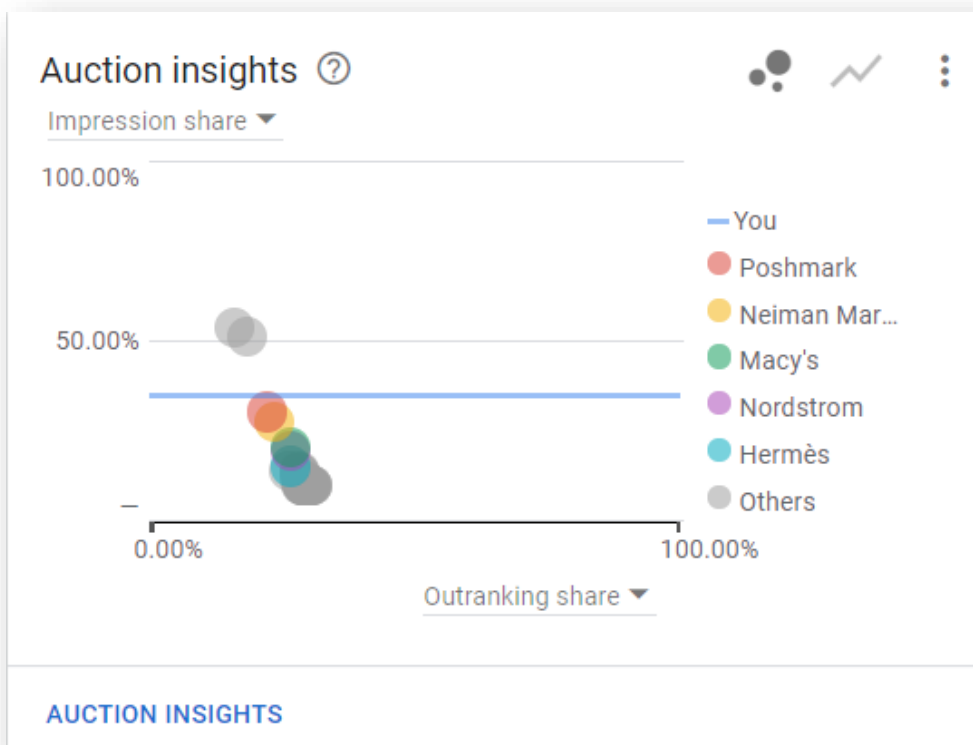 Auction insights ?
Impression share
100.00%
50.00%
—
0.00%
100.00%
Outranking share
You
Poshmark
Neiman Mar...
Macy's
Nordstrom
Hermès
Others
AUCTION INSIGHTS